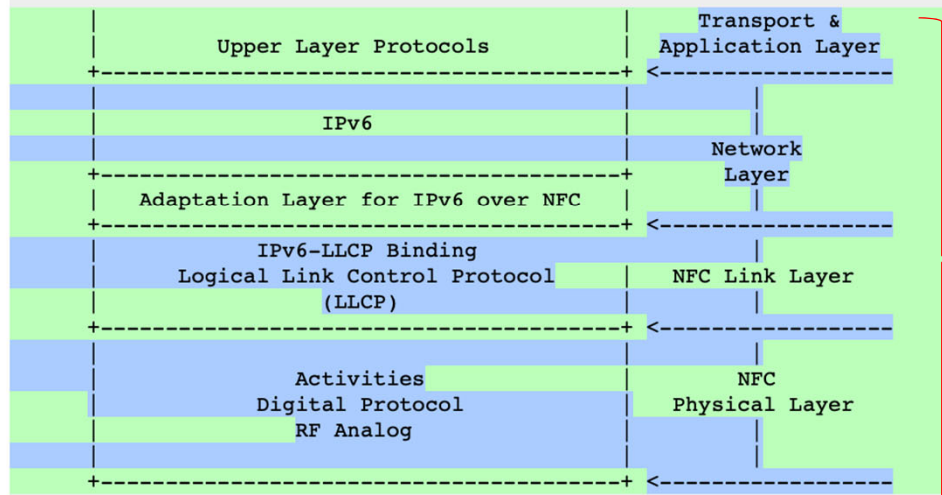 | | Transport &
| Upper Layer Protocols | Application Layer
+----------------------------------------+ <------------------
| | |
| IPv6 | |
| | Network
+----------------------------------------+ Layer
| Adaptation Layer for IPv6 over NFC | |
+----------------------------------------+ <------------------
| IPv6-LLCP Binding |
| Logical Link Control Protocol | NFC Link Layer
| (LLCP) | |
+----------------------------------------+ <------------------
| | |
| Activities | NFC
| Digital Protocol | Physical Layer
| RF Analog | |
| | |
+----------------------------------------+ <------------------